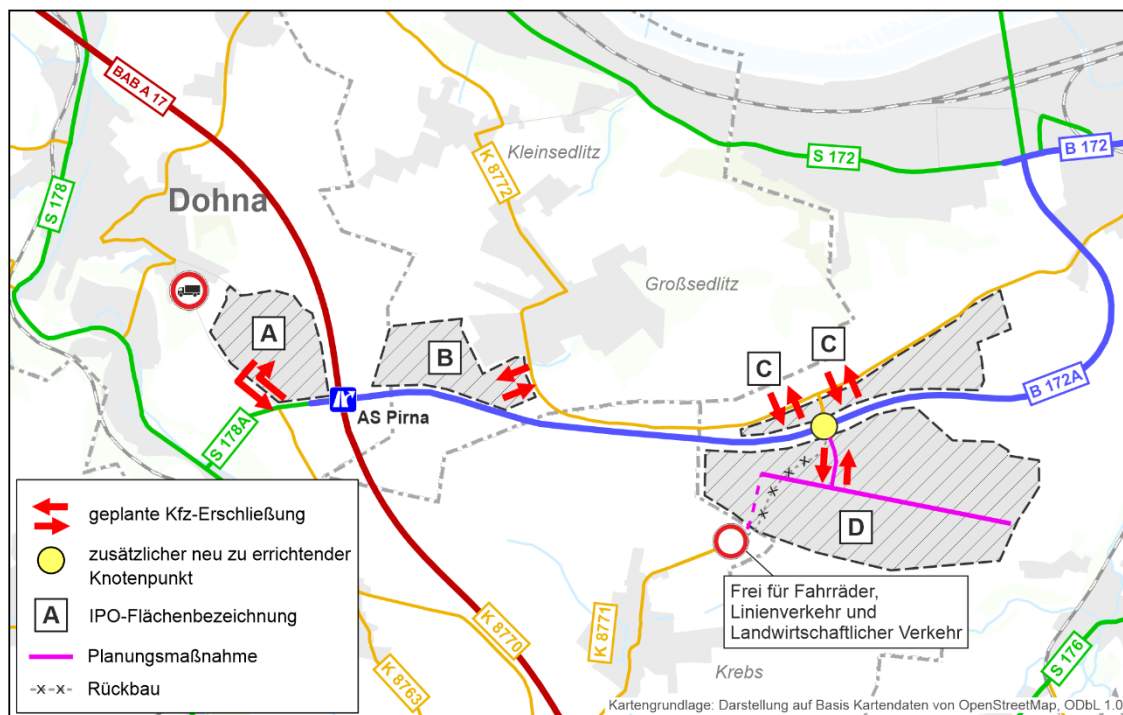 BAB A 17
K 8772
Kleinsedlitz
S 172
B 172
S 178
Dohna
Großsedlitz
A
B
C
C
B 172A
AS Pirna
S 178A
D
K 8770
K 8763
K 8771
Krebs
S 176
Frei für Fahrräder,
Linienverkehr und
Landwirtschaftlicher Verkehr
geplante Kfz-Erschließung
zusätzlicher neu zu errichtender
Knotenpunkt
A
IPO-Flächenbezeichnung
Planungsmaßnahme
-x-x- Rückbau
Kartengrundlage: Darstellung auf Basis Kartendaten von OpenStreetMap, ODbL 1.0